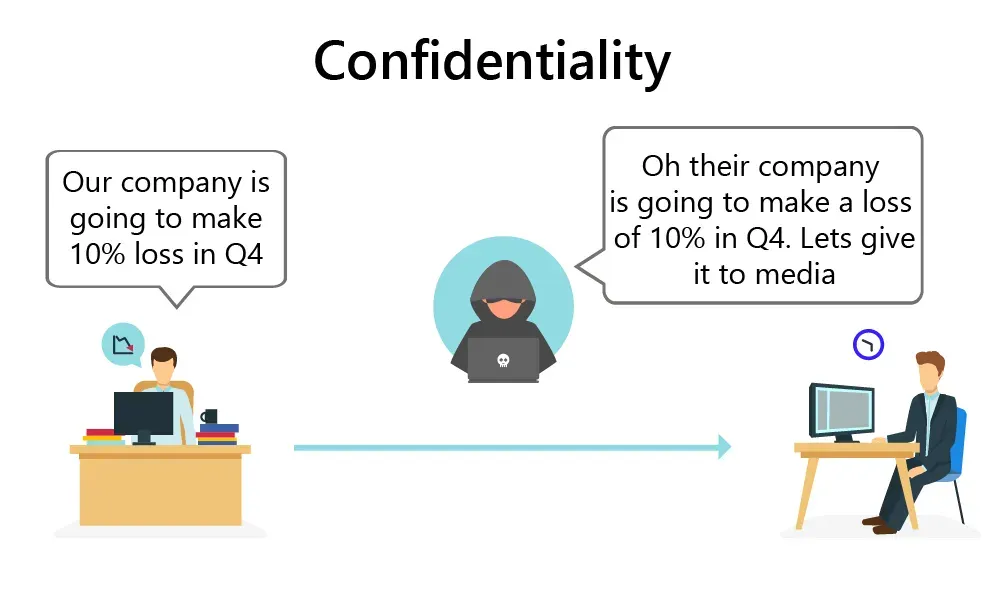 Confidentiality
Our company is
going to make
10% loss in Q4
Oh their company
is going to make a loss
of 10% in Q4. Lets give
it to media